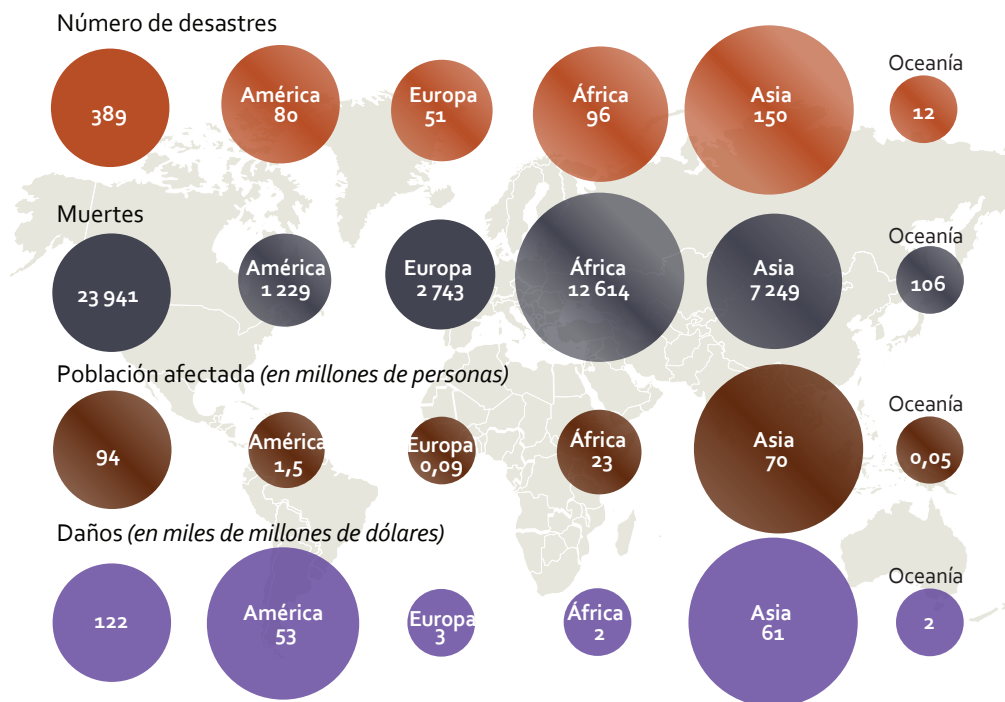 Número de desastres
389
América
80
Europa
51
África
96
Asia
150
Oceanía
12
Muertes
23 941
América
1 229
Europa
2 743
África
12 614
Asia
7 249
Oceanía
106
Población afectada (en millones de personas)
94
América
1,5
Europa
0,09
África
23
Asia
70
Oceanía
0,05
Daños (en miles de millones de dólares)
122
América
53
Europa
3
África
2
Asia
61
Oceanía
2